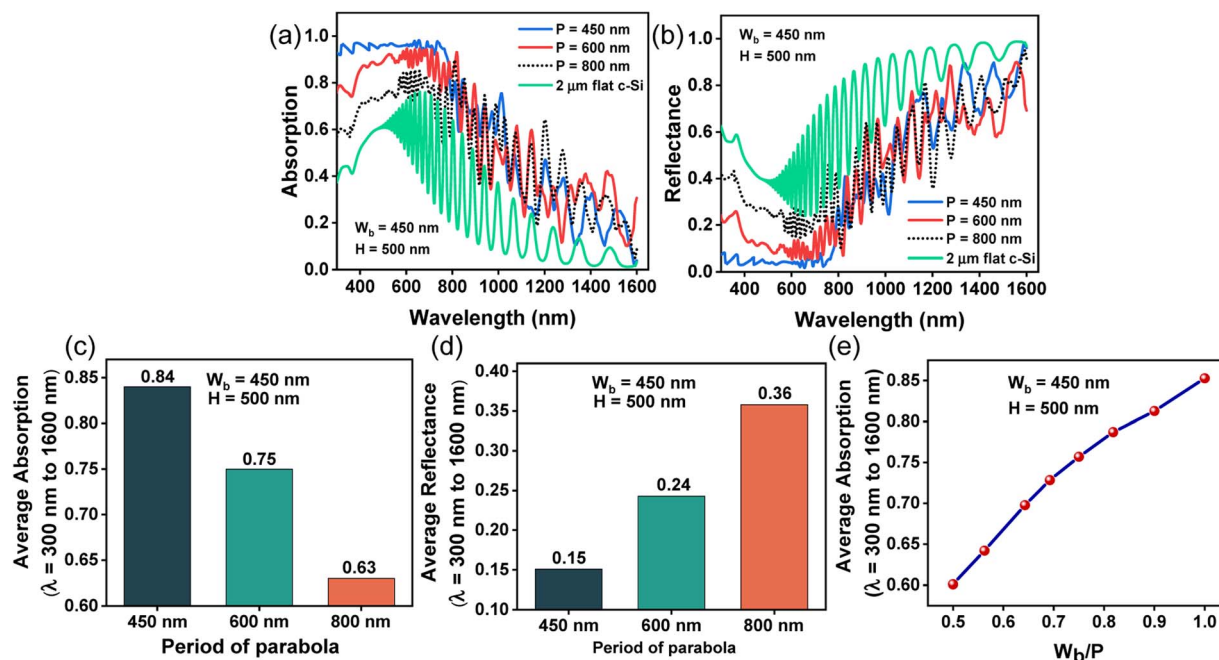 (a)
1.0
0.8
0.6
0.4
0.2
0.0
Absorption
P = 450 nm
P = 600 nm
P = 800 nm
2 μm flat c-Si
W_b = 450 nm
H = 500 nm
400 600 800 1000 1200 1400 1600
Wavelength (nm)
(b)
1.0
0.8
0.6
0.4
0.2
0.0
Reflectance
W_b = 450 nm
H = 500 nm
P = 450 nm
P = 600 nm
P = 800 nm
2 μm flat c-Si
400 600 800 1000 1200 1400 1600
Wavelength (nm)
(c)
Average Absorption
(λ = 300 nm to 1600 nm)
0.85
0.80
0.75
0.70
0.65
0.60
W_b = 450 nm
H = 500 nm
0.84
0.75
0.63
450 nm 600 nm 800 nm
Period of parabola
(d)
Average Reflectance
(λ = 300 nm to 1600 nm)
0.40
0.35
0.30
0.25
0.20
0.15
0.10
W_b = 450 nm
H = 500 nm
0.15
0.24
0.36
450 nm 600 nm 800 nm
Period of parabola
(e)
Average Absorption
(λ = 300 nm to 1600 nm)
0.85
0.80
0.75
0.70
0.65
0.60
W_b = 450 nm
H = 500 nm
0.5 0.6 0.7 0.8 0.9 1.0
W_b/P